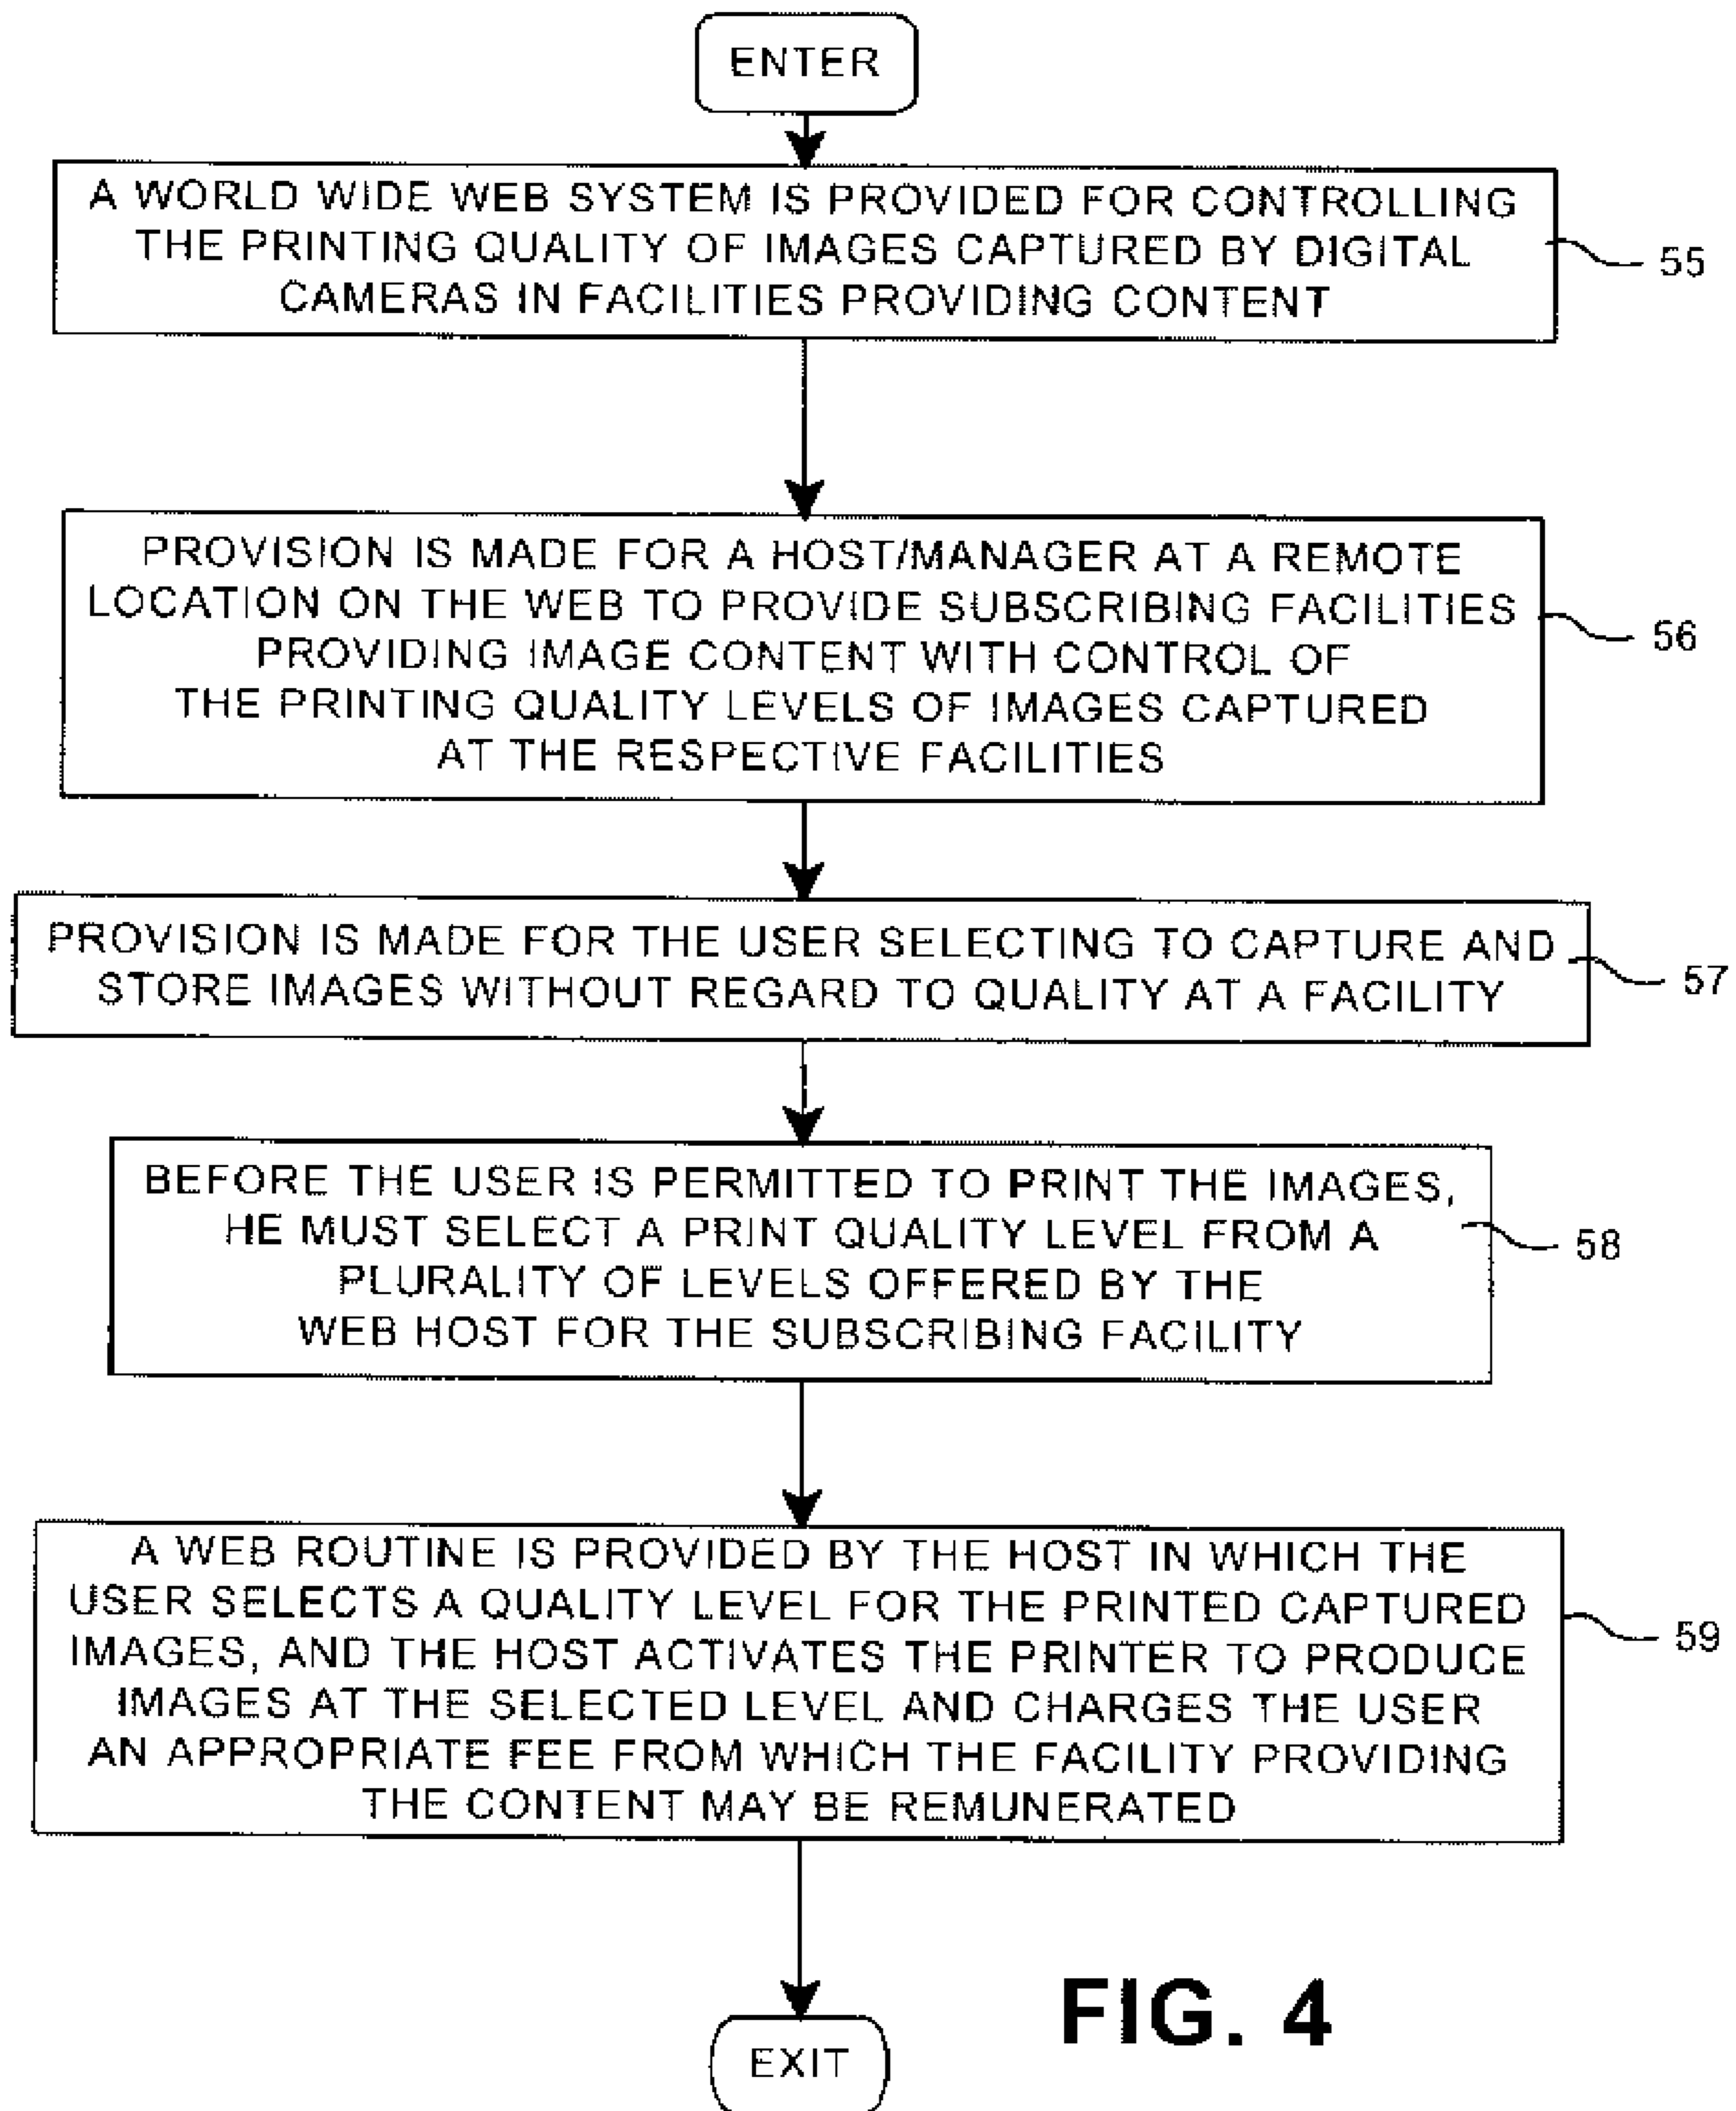 ENTER
A WORLD WIDE WEB SYSTEM IS PROVIDED FOR CONTROLLING
THE PRINTING QUALITY OF IMAGES CAPTURED BY DIGITAL
CAMERAS IN FACILITIES PROVIDING CONTENT
55
PROVISION IS MADE FOR A HOST/MANAGER AT A REMOTE
LOCATION ON THE WEB TO PROVIDE SUBSCRIBING FACILITIES
PROVIDING IMAGE CONTENT WITH CONTROL OF
THE PRINTING QUALITY LEVELS OF IMAGES CAPTURED
AT THE RESPECTIVE FACILITIES
56
PROVISION IS MADE FOR THE USER SELECTING TO CAPTURE AND
STORE IMAGES WITHOUT REGARD TO QUALITY AT A FACILITY
57
BEFORE THE USER IS PERMITTED TO PRINT THE IMAGES,
HE MUST SELECT A PRINT QUALITY LEVEL FROM A
PLURALITY OF LEVELS OFFERED BY THE
WEB HOST FOR THE SUBSCRIBING FACILITY
58
A WEB ROUTINE IS PROVIDED BY THE HOST IN WHICH THE
USER SELECTS A QUALITY LEVEL FOR THE PRINTED CAPTURED
IMAGES, AND THE HOST ACTIVATES THE PRINTER TO PRODUCE
IMAGES AT THE SELECTED LEVEL AND CHARGES THE USER
AN APPROPRIATE FEE FROM WHICH THE FACILITY PROVIDING
THE CONTENT MAY BE REMUNERATED
59
EXIT
FIG. 4